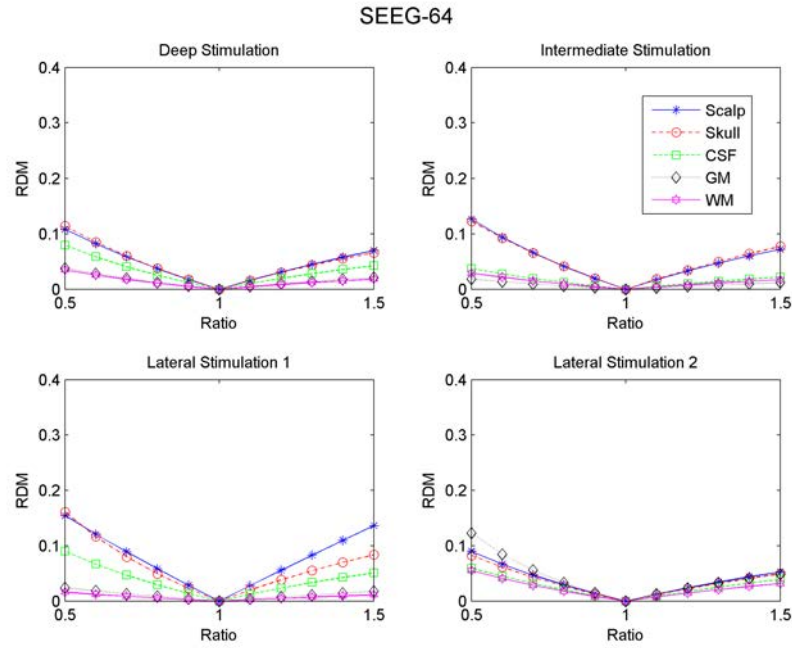 SEEG-64
Deep Stimulation
0.4
0.3
0.2
0.1
0
RDM
0.5
1
1.5
Ratio
Intermediate Stimulation
0.4
0.3
0.2
0.1
0
RDM
0.5
1
1.5
Ratio
Scalp
Skull
CSF
GM
WM
Lateral Stimulation 1
0.4
0.3
0.2
0.1
0
RDM
0.5
1
1.5
Ratio
Lateral Stimulation 2
0.4
0.3
0.2
0.1
0
RDM
0.5
1
1.5
Ratio